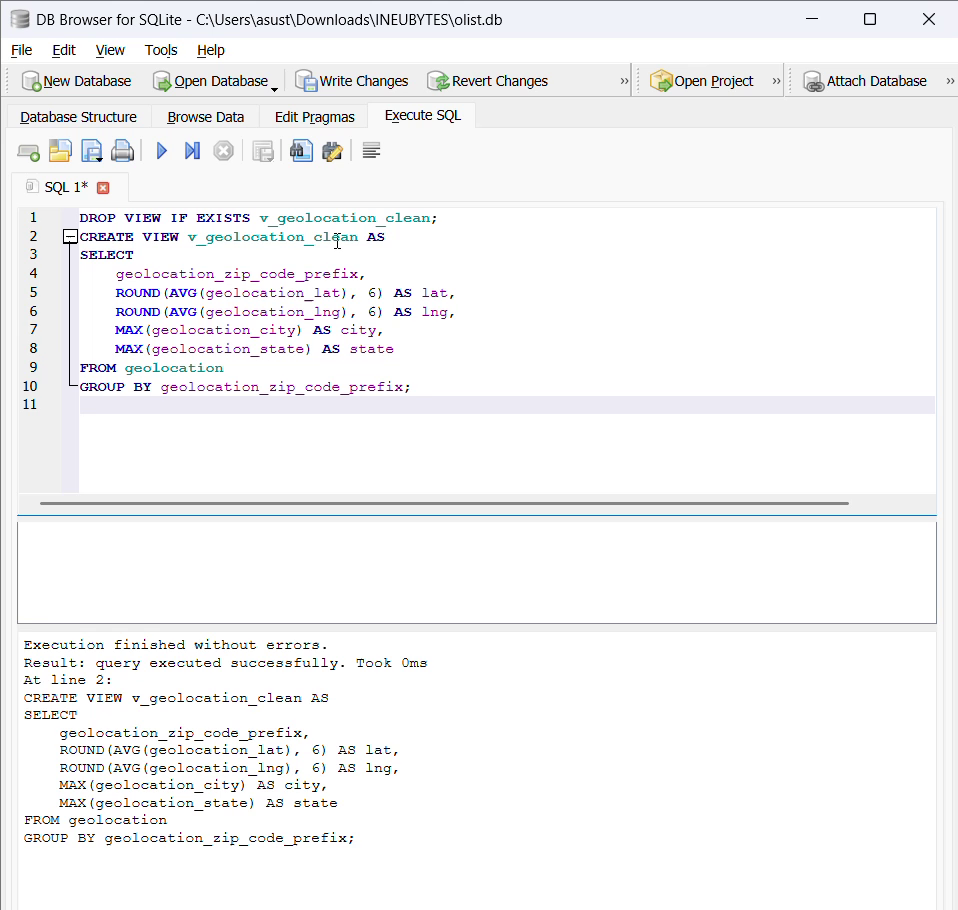 DB Browser for SQLite - C:\Users\asust\Downloads\INEUBYTES\olist.db
File Edit View Tools Help
New Database Open Database Write Changes Revert Changes » Open Project » Attach Database »
Database Structure Browse Data Edit Pragmas Execute SQL
SQL 1*
1 DROP VIEW IF EXISTS v_geolocation_clean;
2 CREATE VIEW v_geolocation_clean AS
3 SELECT
4 geolocation_zip_code_prefix,
5 ROUND(AVG(geolocation_lat), 6) AS lat,
6 ROUND(AVG(geolocation_lng), 6) AS lng,
7 MAX(geolocation_city) AS city,
8 MAX(geolocation_state) AS state
9 FROM geolocation
10 GROUP BY geolocation_zip_code_prefix;
11
Execution finished without errors.
Result: query executed successfully. Took 0ms
At line 2:
CREATE VIEW v_geolocation_clean AS
SELECT
geolocation_zip_code_prefix,
ROUND(AVG(geolocation_lat), 6) AS lat,
ROUND(AVG(geolocation_lng), 6) AS lng,
MAX(geolocation_city) AS city,
MAX(geolocation_state) AS state
FROM geolocation
GROUP BY geolocation_zip_code_prefix;